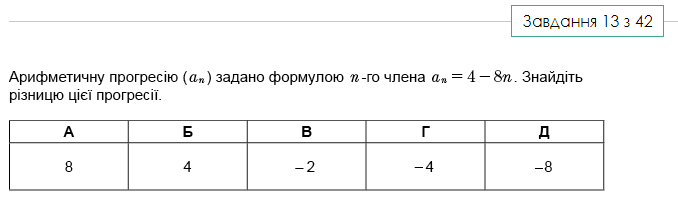 Завдання 13 з 42
Арифметичну прогресію (aₙ) задано формулою n-го члена aₙ = 4 – 8n. Знайдіть
різницю цієї прогресії.
А Б В Г Д
8 4 –2 –4 –8